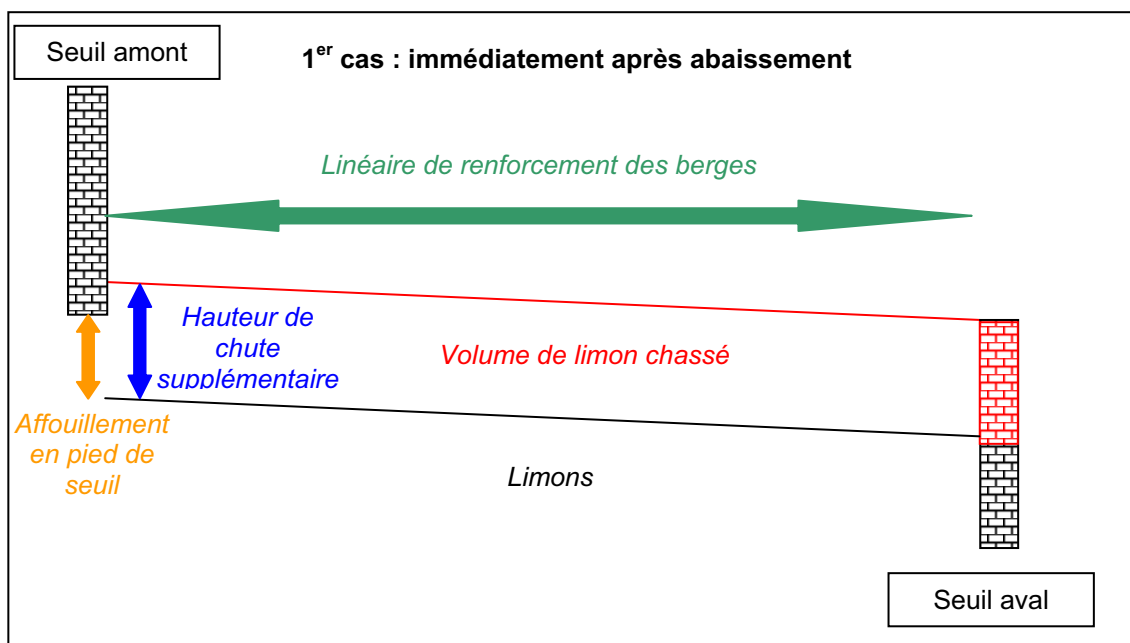 Seuil amont
1er cas : immédiatement après abaissement
Linéaire de renforcement des berges
Hauteur de
chute
supplémentaire
Volume de limon chassé
Affouillement
en pied de
seuil
Limons
Seuil aval